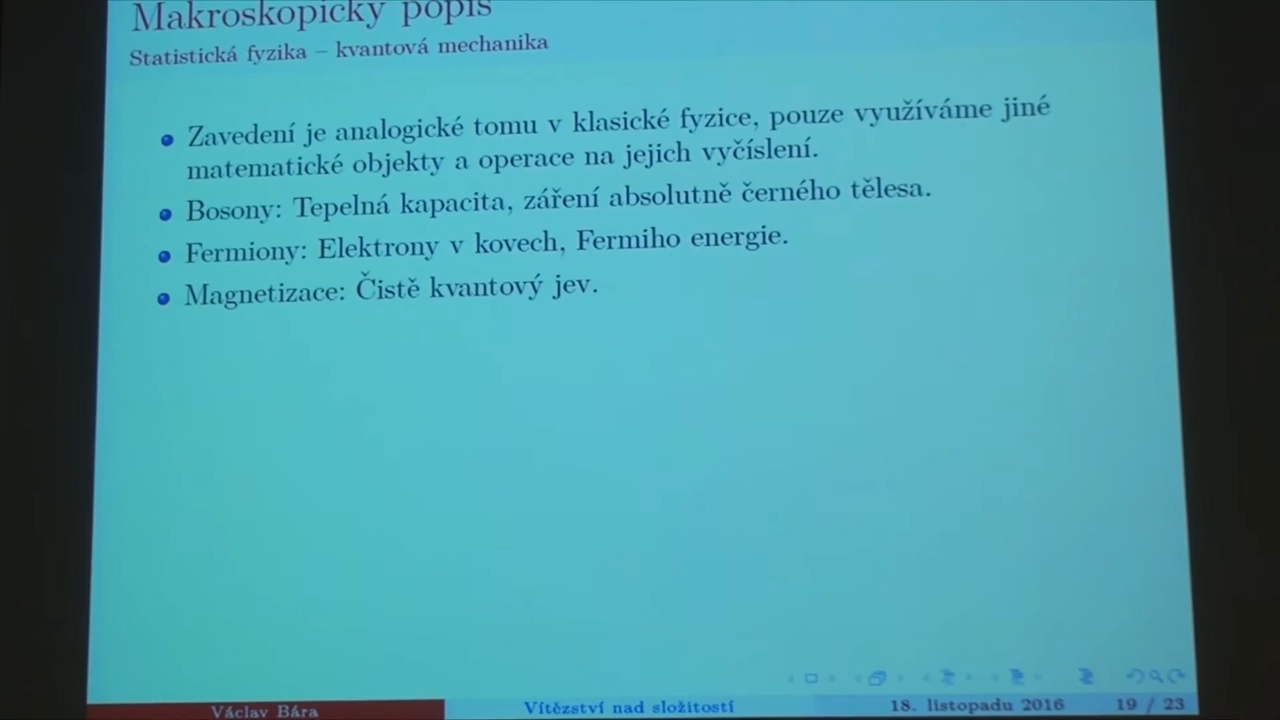 Makroskopický popis
Statistická fyzika – kvantová mechanika
Zavedení je analogické tomu v klasické fyzice, pouze využíváme jiné
matematické objekty a operace na jejich vyčíslení.
Bosony: Tepelná kapacita, záření absolutně černého tělesa.
Fermiony: Elektrony v kovech, Fermiho energie.
Magnetizace: Čistě kvantový jev.
Václav Bára
Vítězství nad složitostí
18. listopadu 2016
19 / 23